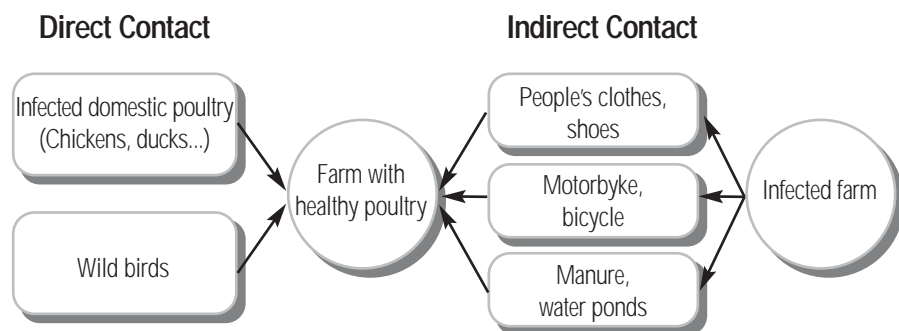 Direct Contact
Indirect Contact
Infected domestic poultry
(Chickens, ducks...)
Wild birds
Farm with
healthy poultry
People's clothes,
shoes
Motorbyke,
bicycle
Manure,
water ponds
Infected farm